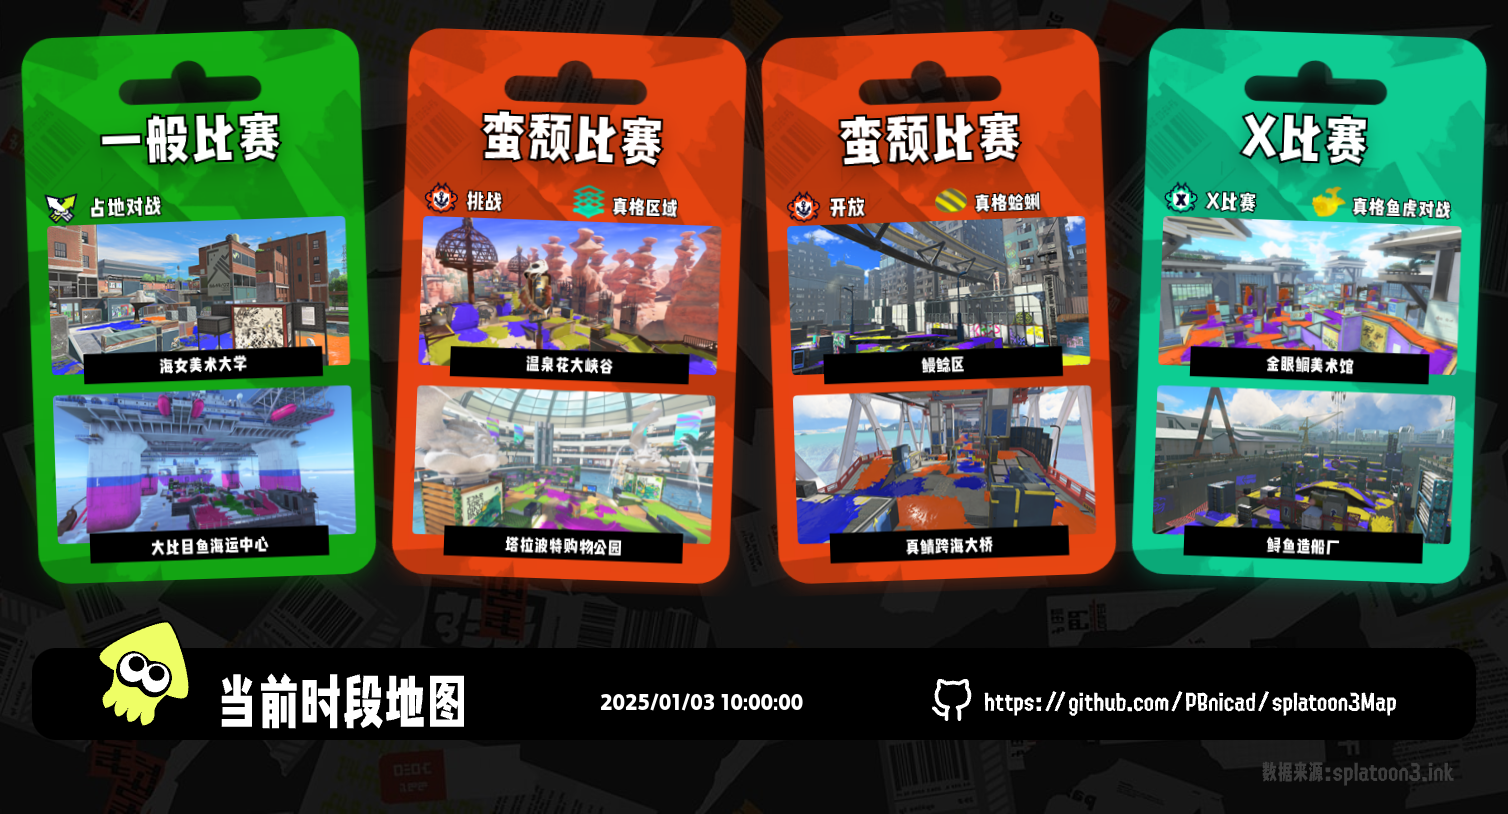 一般比赛
占地对战
海女美术大学
大比目鱼海运中心
蛮颓比赛
挑战
真格区域
温泉花大峡谷
塔拉波特购物公园
蛮颓比赛
开放
真格蛤蜊
鳗鲶区
真鲭跨海大桥
X比赛
X比赛
真格鱼虎对战
金眼鲷美术馆
鲟鱼造船厂
当前时段地图
2025/01/03 10:00:00
https://github.com/PBnicad/splatoon3Map
数据来源:splatoon3.ink